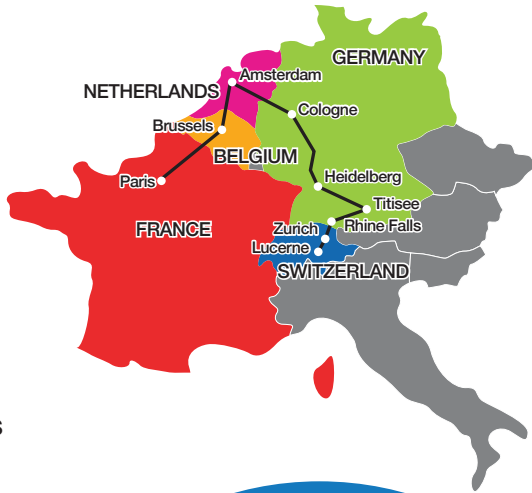 GERMANY
Amsterdam
NETHERLANDS
Cologne
Brussels
BELGIUM
Heidelberg
Paris
Titisee
FRANCE
Zurich
Rhine Falls
Lucerne
SWITZERLAND
s